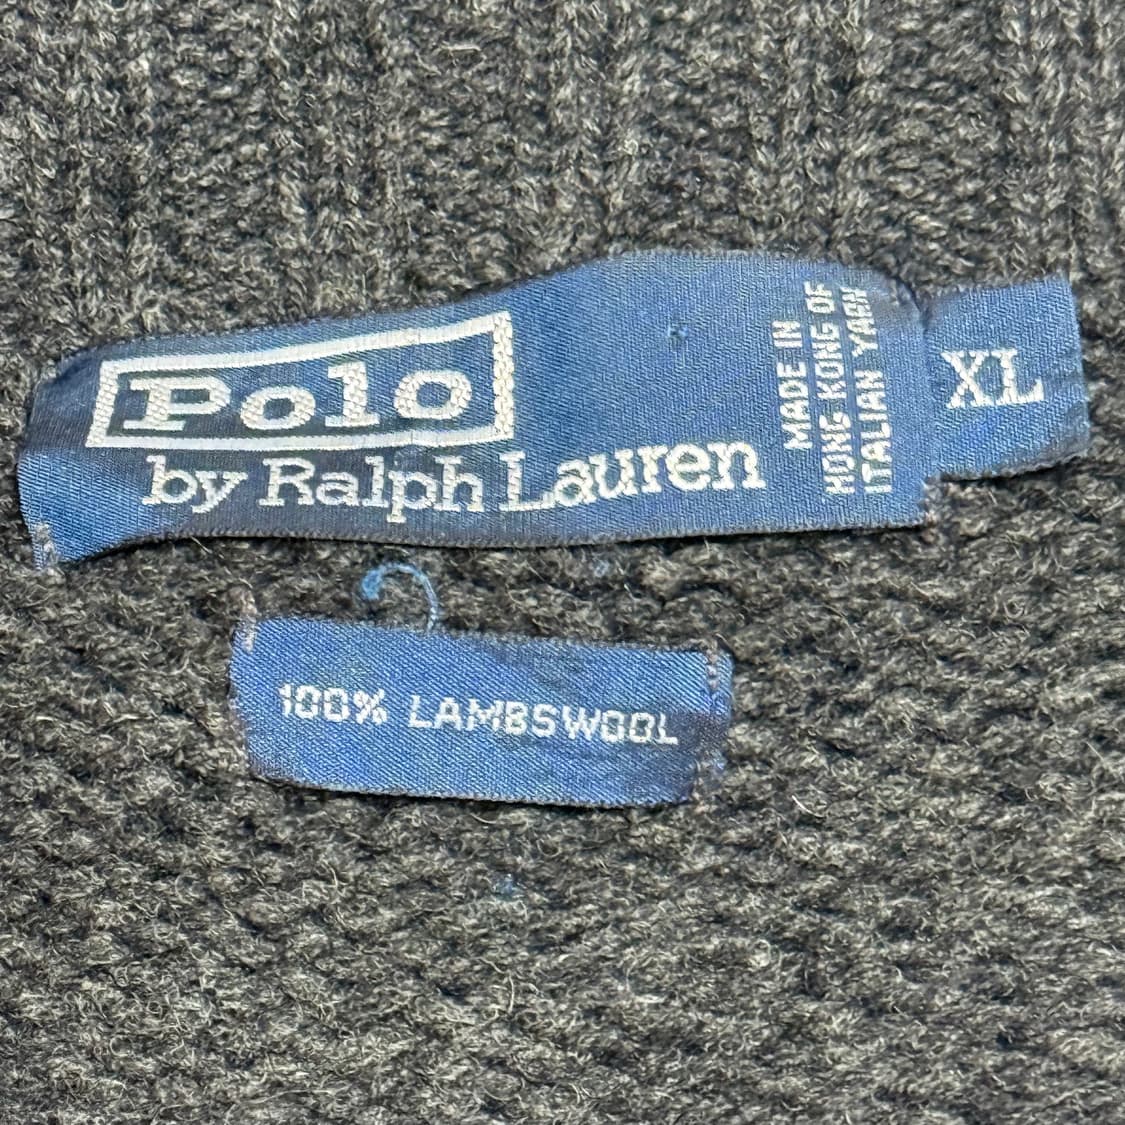 Polo
by Ralph Lauren
MADE IN
HONG KONG OF
ITALIAN YARN
XL
100% LAMBSWOOL